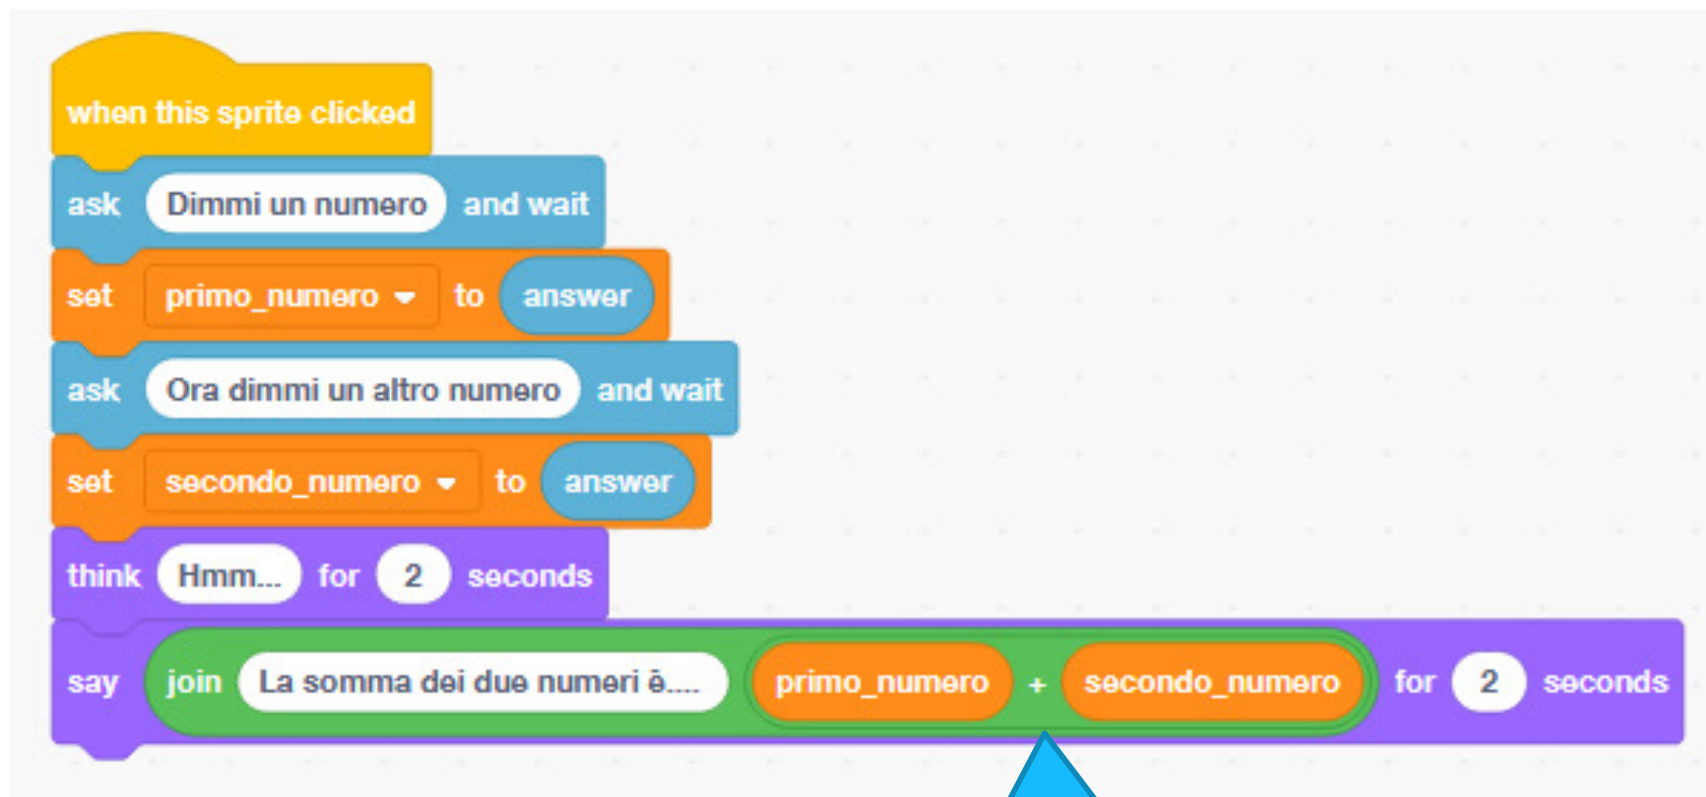 when this sprite clicked
ask Dimmi un numero and wait
set primo_numero to answer
ask Ora dimmi un altro numero and wait
set secondo_numero to answer
think Hmm... for 2 seconds
say join La somma dei due numeri è.... primo_numero + secondo_numero for 2 seconds